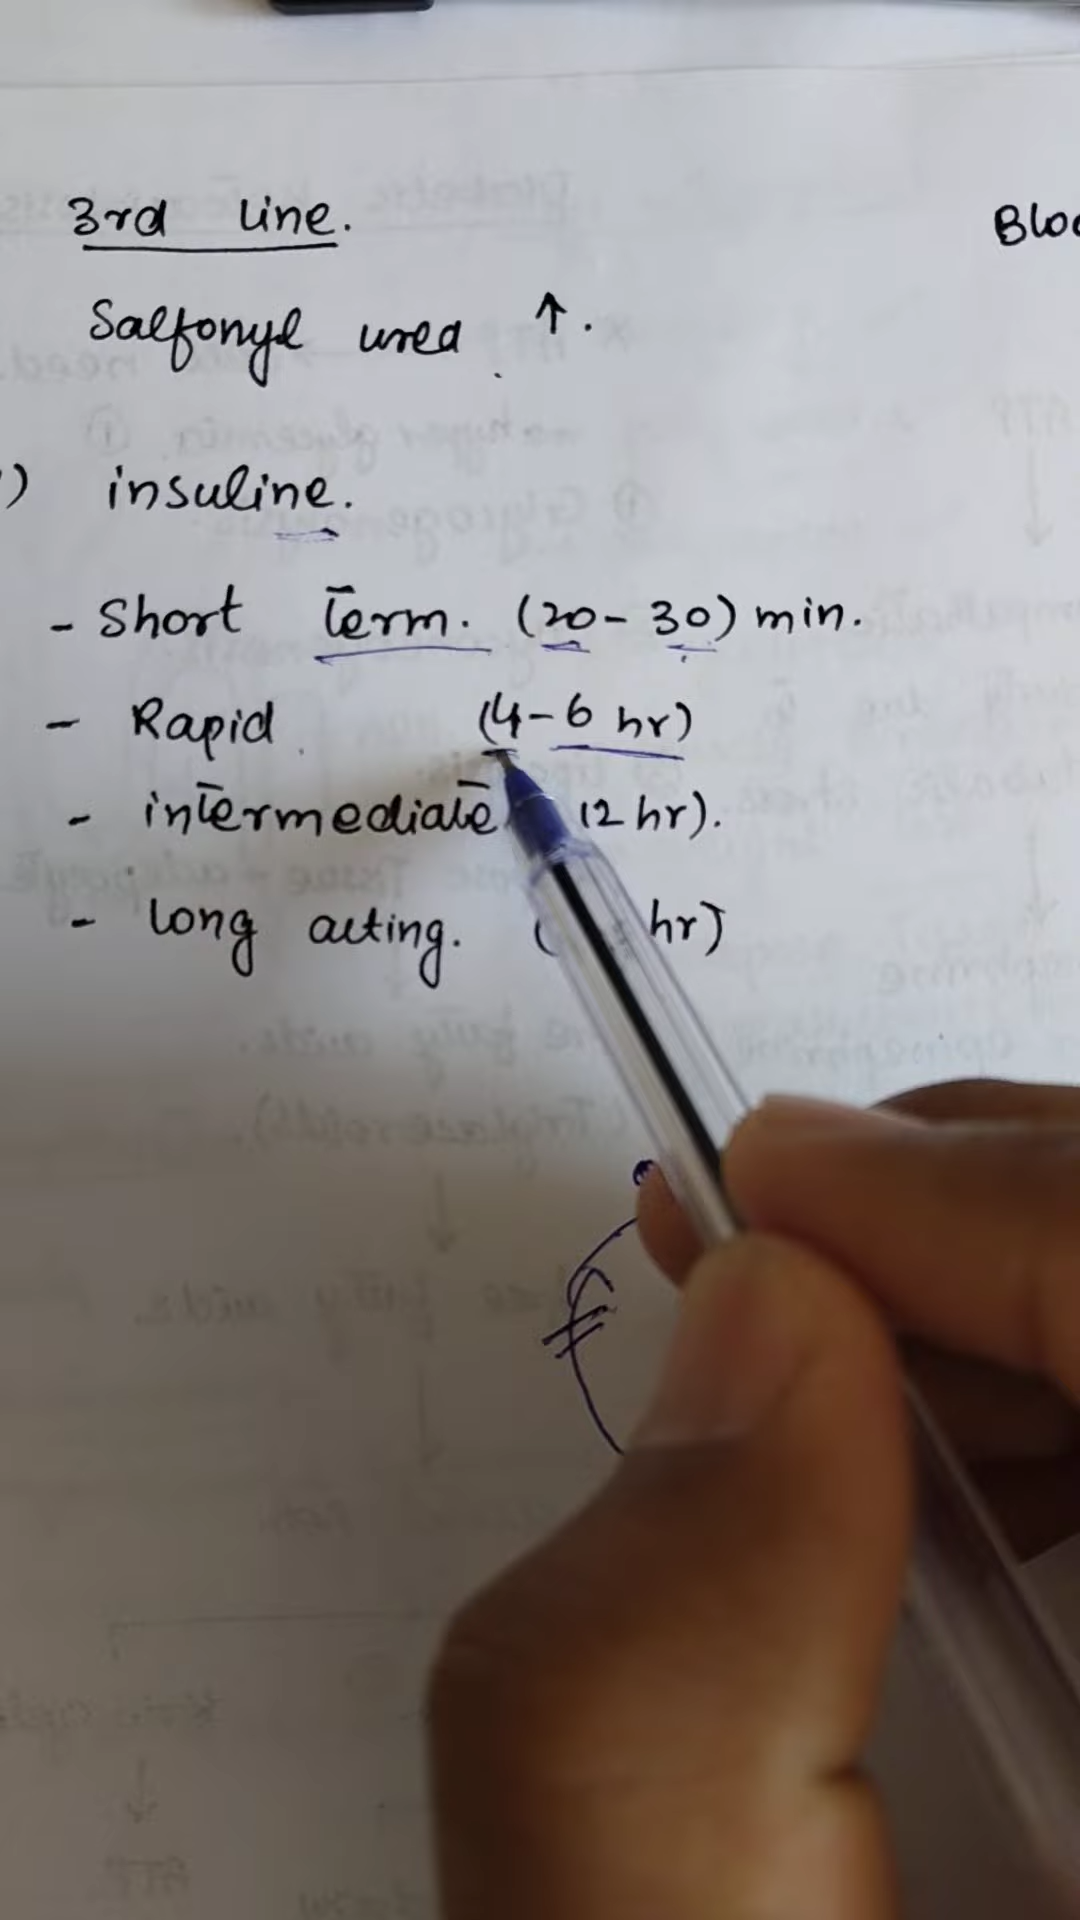 3rd line.
Bloo
Salfonyl urea ↑.
) insuline.
- Short term. (20-30) min.
- Rapid (4-6 hr)
- intermediate 12 hr).
- long acting. ( hr)